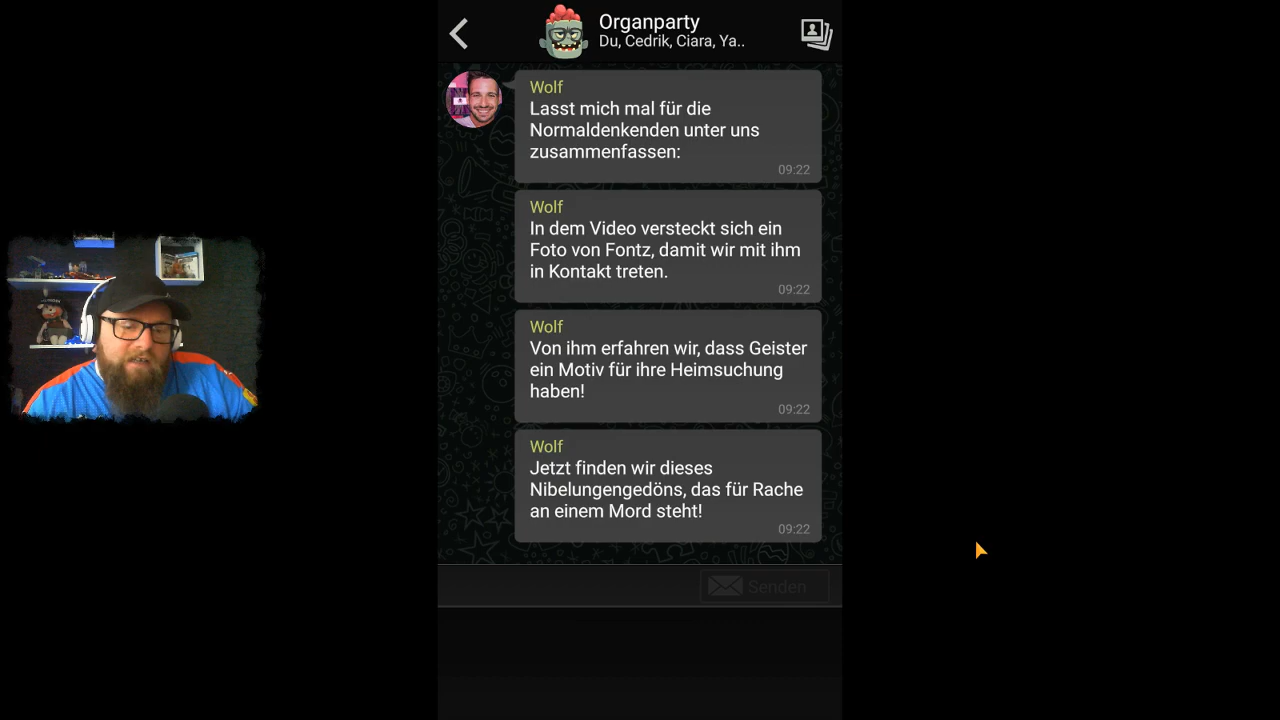 Organparty
Du, Cedrik, Ciara, Ya..
Wolf
Lasst mich mal für die
Normaldenkenden unter uns
zusammenfassen:
09:22
Wolf
In dem Video versteckt sich ein
Foto von Fontz, damit wir mit ihm
in Kontakt treten.
09:22
Wolf
Von ihm erfahren wir, dass Geister
ein Motiv für ihre Heimsuchung
haben!
09:22
Wolf
Jetzt finden wir dieses
Nibelungengedöns, das für Rache
an einem Mord steht!
09:22
Senden